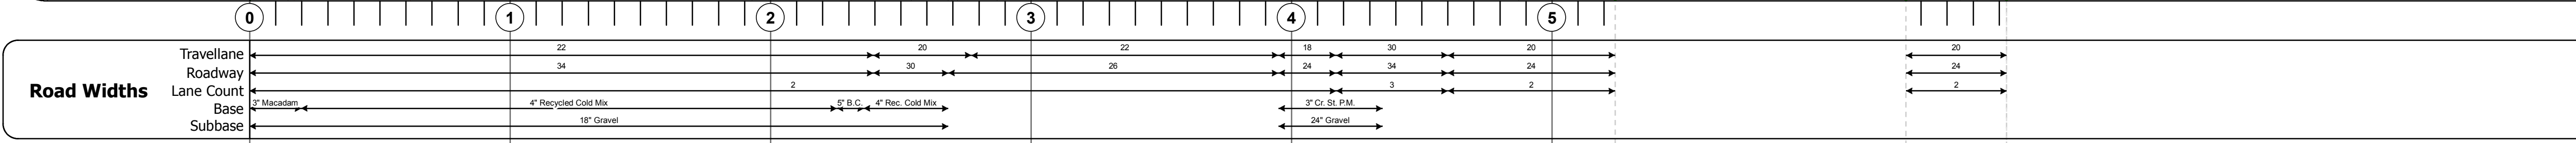 0 1 2 3 4 5
Road Widths
Travellane 22 20 22 18 30 20 20
Roadway 34 30 26 24 34 24 24
Lane Count 2 3 2 2
Base 3" Macadam 4" Recycled Cold Mix 5" B.C. 4" Rec. Cold Mix 3" Cr. St. P.M.
Subbase 18" Gravel 24" Gravel